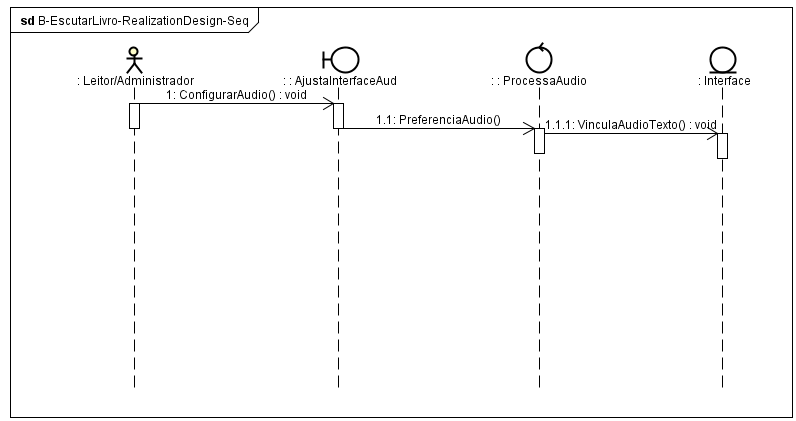 sd B-EscutarLivro-RealizationDesign-Seq
: Leitor/Administrador
: : AjustaInterfaceAud
: : ProcessaAudio
: Interface
1: ConfigurarAudio() : void
1.1: PreferenciaAudio()
1.1.1: VinculaAudioTexto() : void